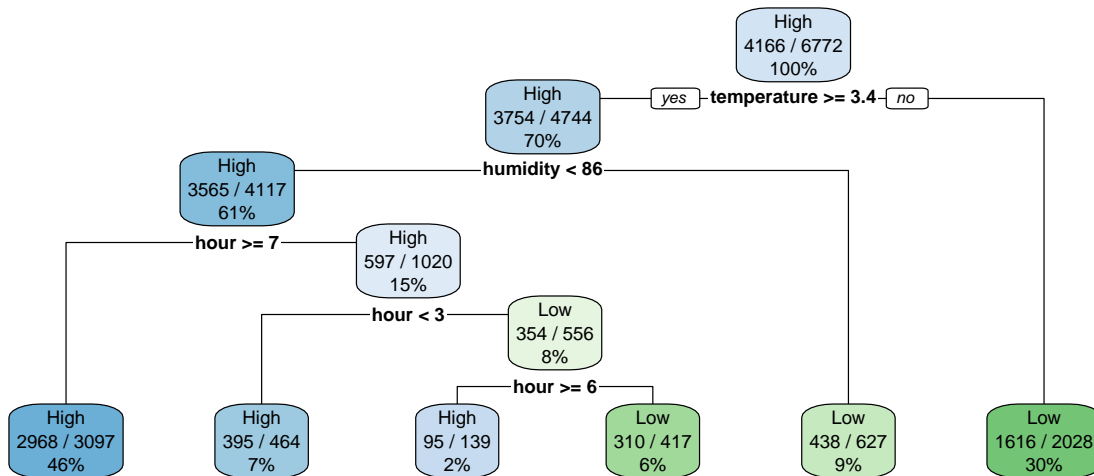 High
4166 / 6772
100%
yes
temperature >= 3.4
no
High
3754 / 4744
70%
humidity < 86
High
3565 / 4117
61%
hour >= 7
High
597 / 1020
15%
hour < 3
Low
354 / 556
8%
hour >= 6
High
2968 / 3097
46%
High
395 / 464
7%
High
95 / 139
2%
Low
310 / 417
6%
Low
438 / 627
9%
Low
1616 / 2028
30%